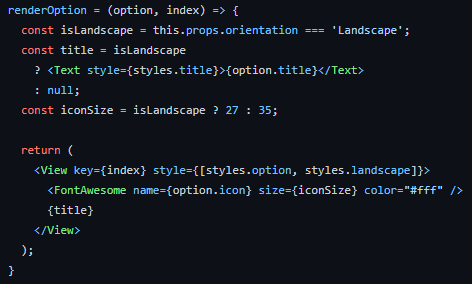 renderOption = (option, index) => {
  const isLandscape = this.props.orientation === 'Landscape';
  const title = isLandscape
    ? <Text style={styles.title}>{option.title}</Text>
    : null;
  const iconSize = isLandscape ? 27 : 35;

  return (
    <View key={index} style={[styles.option, styles.landscape]}>
      <FontAwesome name={option.icon} size={iconSize} color="#fff" />
      {title}
    </View>
  );
}